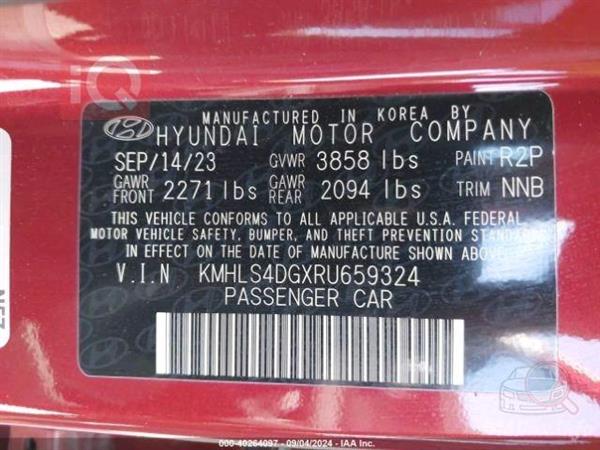 IQ
MANUFACTURED IN KOREA BY
HYUNDAI MOTOR COMPANY
SEP/14/23 GVWR 3858 lbs PAINT R2P
GAWR FRONT 2271 lbs GAWR REAR 2094 lbs TRIM NNB
THIS VEHICLE CONFORMS TO ALL APPLICABLE U.S.A. FEDERAL
MOTOR VEHICLE SAFETY, BUMPER, AND THEFT PREVENTION STANDARDS
IN EFFECT ON THE DATE OF MANUFACTURE SHOWN ABOVE.
V.I.N KMHLS4DGXRU659324
PASSENGER CAR
000-40264097 - 09/04/2024 - IAA Inc.